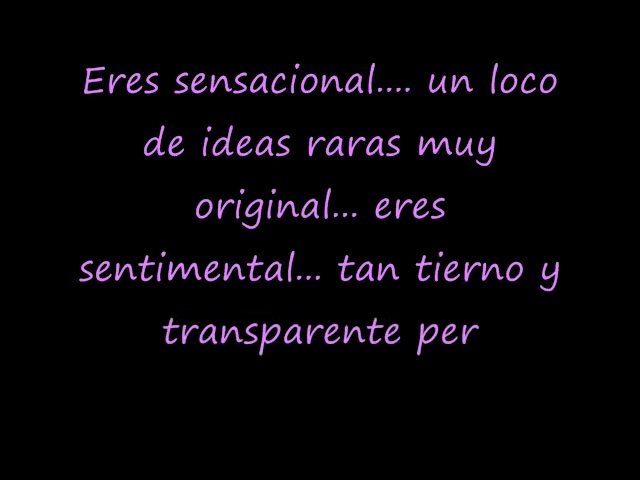 Eres sensacional.... un loco
de ideas raras muy
original... eres
sentimental... tan tierno y
transparente per